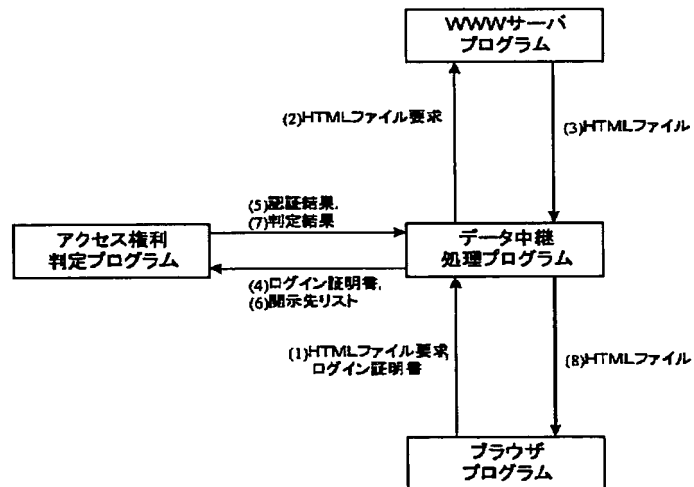 WWWサーバ
プログラム
(2)HTMLファイル要求
(3)HTMLファイル
(5)認証結果,
(7)判定結果
アクセス権利
判定プログラム
データ中継
処理プログラム
(4)ログイン証明書,
(6)開示先リスト
(1)HTMLファイル要求,
ログイン証明書
(8)HTMLファイル
ブラウザ
プログラム